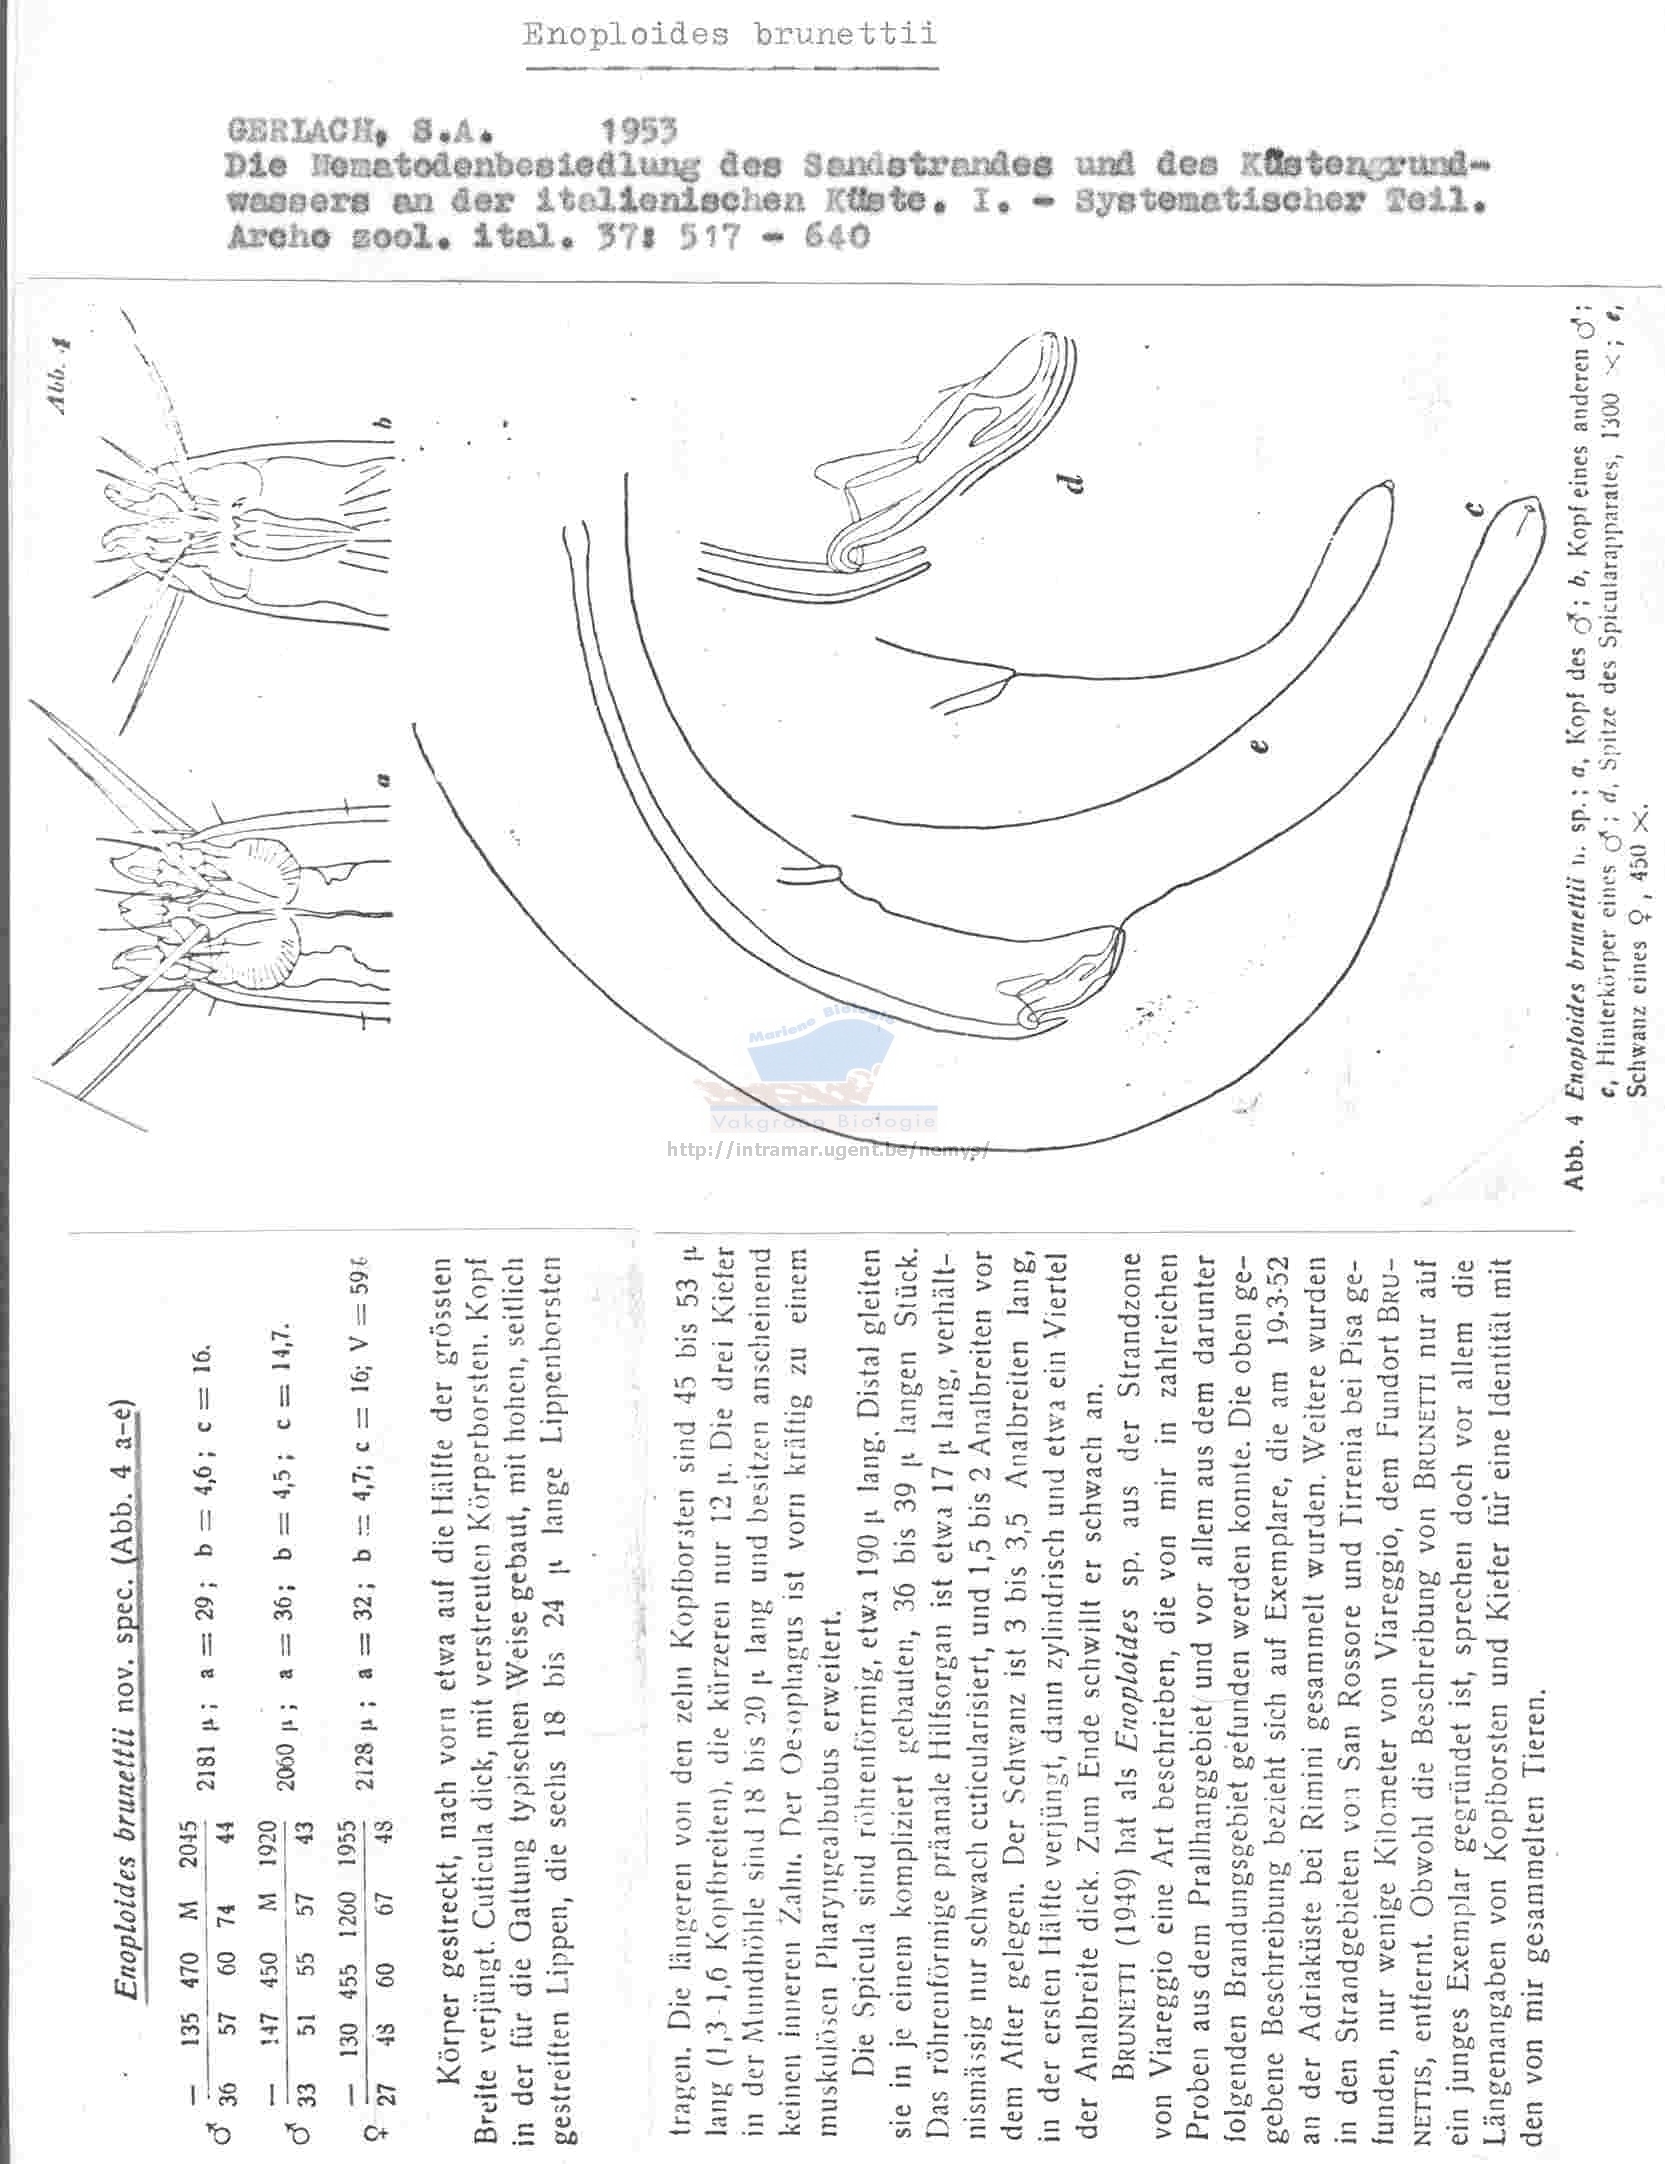 Enoploides brunettii
GERLACH, S.A. 1953
Die Nematodenbesiedlung des Sandstrandes und des Küstengrund-
wassers an der italienischen Küste. I. - Systematischer Teil.
Archo zool. ital. 37: 517 - 640
Abb. 4
a
b
c
d
e
Abb. 4 Enoploides brunettii n. sp.; a, Kopf des ♂; b, Kopf eines anderen ♂;
c, Hinterkörper eines ♂; d, Spitze des Spicularapparates, 1300 ×; e,
Schwanz eines ♀, 450 ×.
Marine Biologie
Vakgroep Biologie
http://intramar.ugent.be/nemys/
Enoploides brunettii nov. spec. (Abb. 4 a-e)
— 135 470 M 2045
♂ 2181 µ; a = 29; b = 4,6; c = 16.
36 57 60 74 44
— 147 450 M 1920
♂ 2060 µ; a = 36; b = 4,5; c = 14,7.
33 51 55 57 43
— 130 455 1260 1955
♀ 2128 µ; a = 32; b = 4,7; c = 16; V = 59%
27 48 60 67 48
Körper gestreckt, nach vorn etwa auf die Hälfte der grössten
Breite verjüngt. Cuticula dick, mit verstreuten Körperborsten. Kopf
in der für die Gattung typischen Weise gebaut, mit hohen, seitlich
gestreiften Lippen, die sechs 18 bis 24 µ lange Lippenborsten
tragen. Die längeren von den zehn Kopfborsten sind 45 bis 53 µ
lang (1,3-1,6 Kopfbreiten), die kürzeren nur 12 µ. Die drei Kiefer
in der Mundhöhle sind 18 bis 20 µ lang und besitzen anscheinend
keinen inneren Zahn. Der Oesophagus ist vorn kräftig zu einem
muskulösen Pharyngealbulbus erweitert.
Die Spicula sind röhrenförmig, etwa 190 µ lang. Distal gleiten
sie in je einem kompliziert gebauten, 36 bis 39 µ langen Stück.
Das röhrenförmige präanale Hilfsorgan ist etwa 17 µ lang, verhält-
nismässig nur schwach cuticularisiert, und 1,5 bis 2 Analbreiten vor
dem After gelegen. Der Schwanz ist 3 bis 3,5 Analbreiten lang,
in der ersten Hälfte verjüngt, dann zylindrisch und etwa ein Viertel
der Analbreite dick. Zum Ende schwillt er schwach an.
BRUNETTI (1949) hat als Enoploides sp. aus der Strandzone
von Viareggio eine Art beschrieben, die von mir in zahlreichen
Proben aus dem Prallhanggebiet und vor allem aus dem darunter
folgenden Brandungsgebiet gefunden werden konnte. Die oben ge-
gebene Beschreibung bezieht sich auf Exemplare, die am 19.3.52
an der Adriaküste bei Rimini gesammelt wurden. Weitere wurden
in den Strandgebieten von San Rossore und Tirrenia bei Pisa ge-
funden, nur wenige Kilometer von Viareggio, dem Fundort BRU-
NETTIS, entfernt. Obwohl die Beschreibung von BRUNETTI nur auf
ein junges Exemplar gegründet ist, sprechen doch vor allem die
Längenangaben von Kopfborsten und Kiefer für eine Identität mit
den von mir gesammelten Tieren.